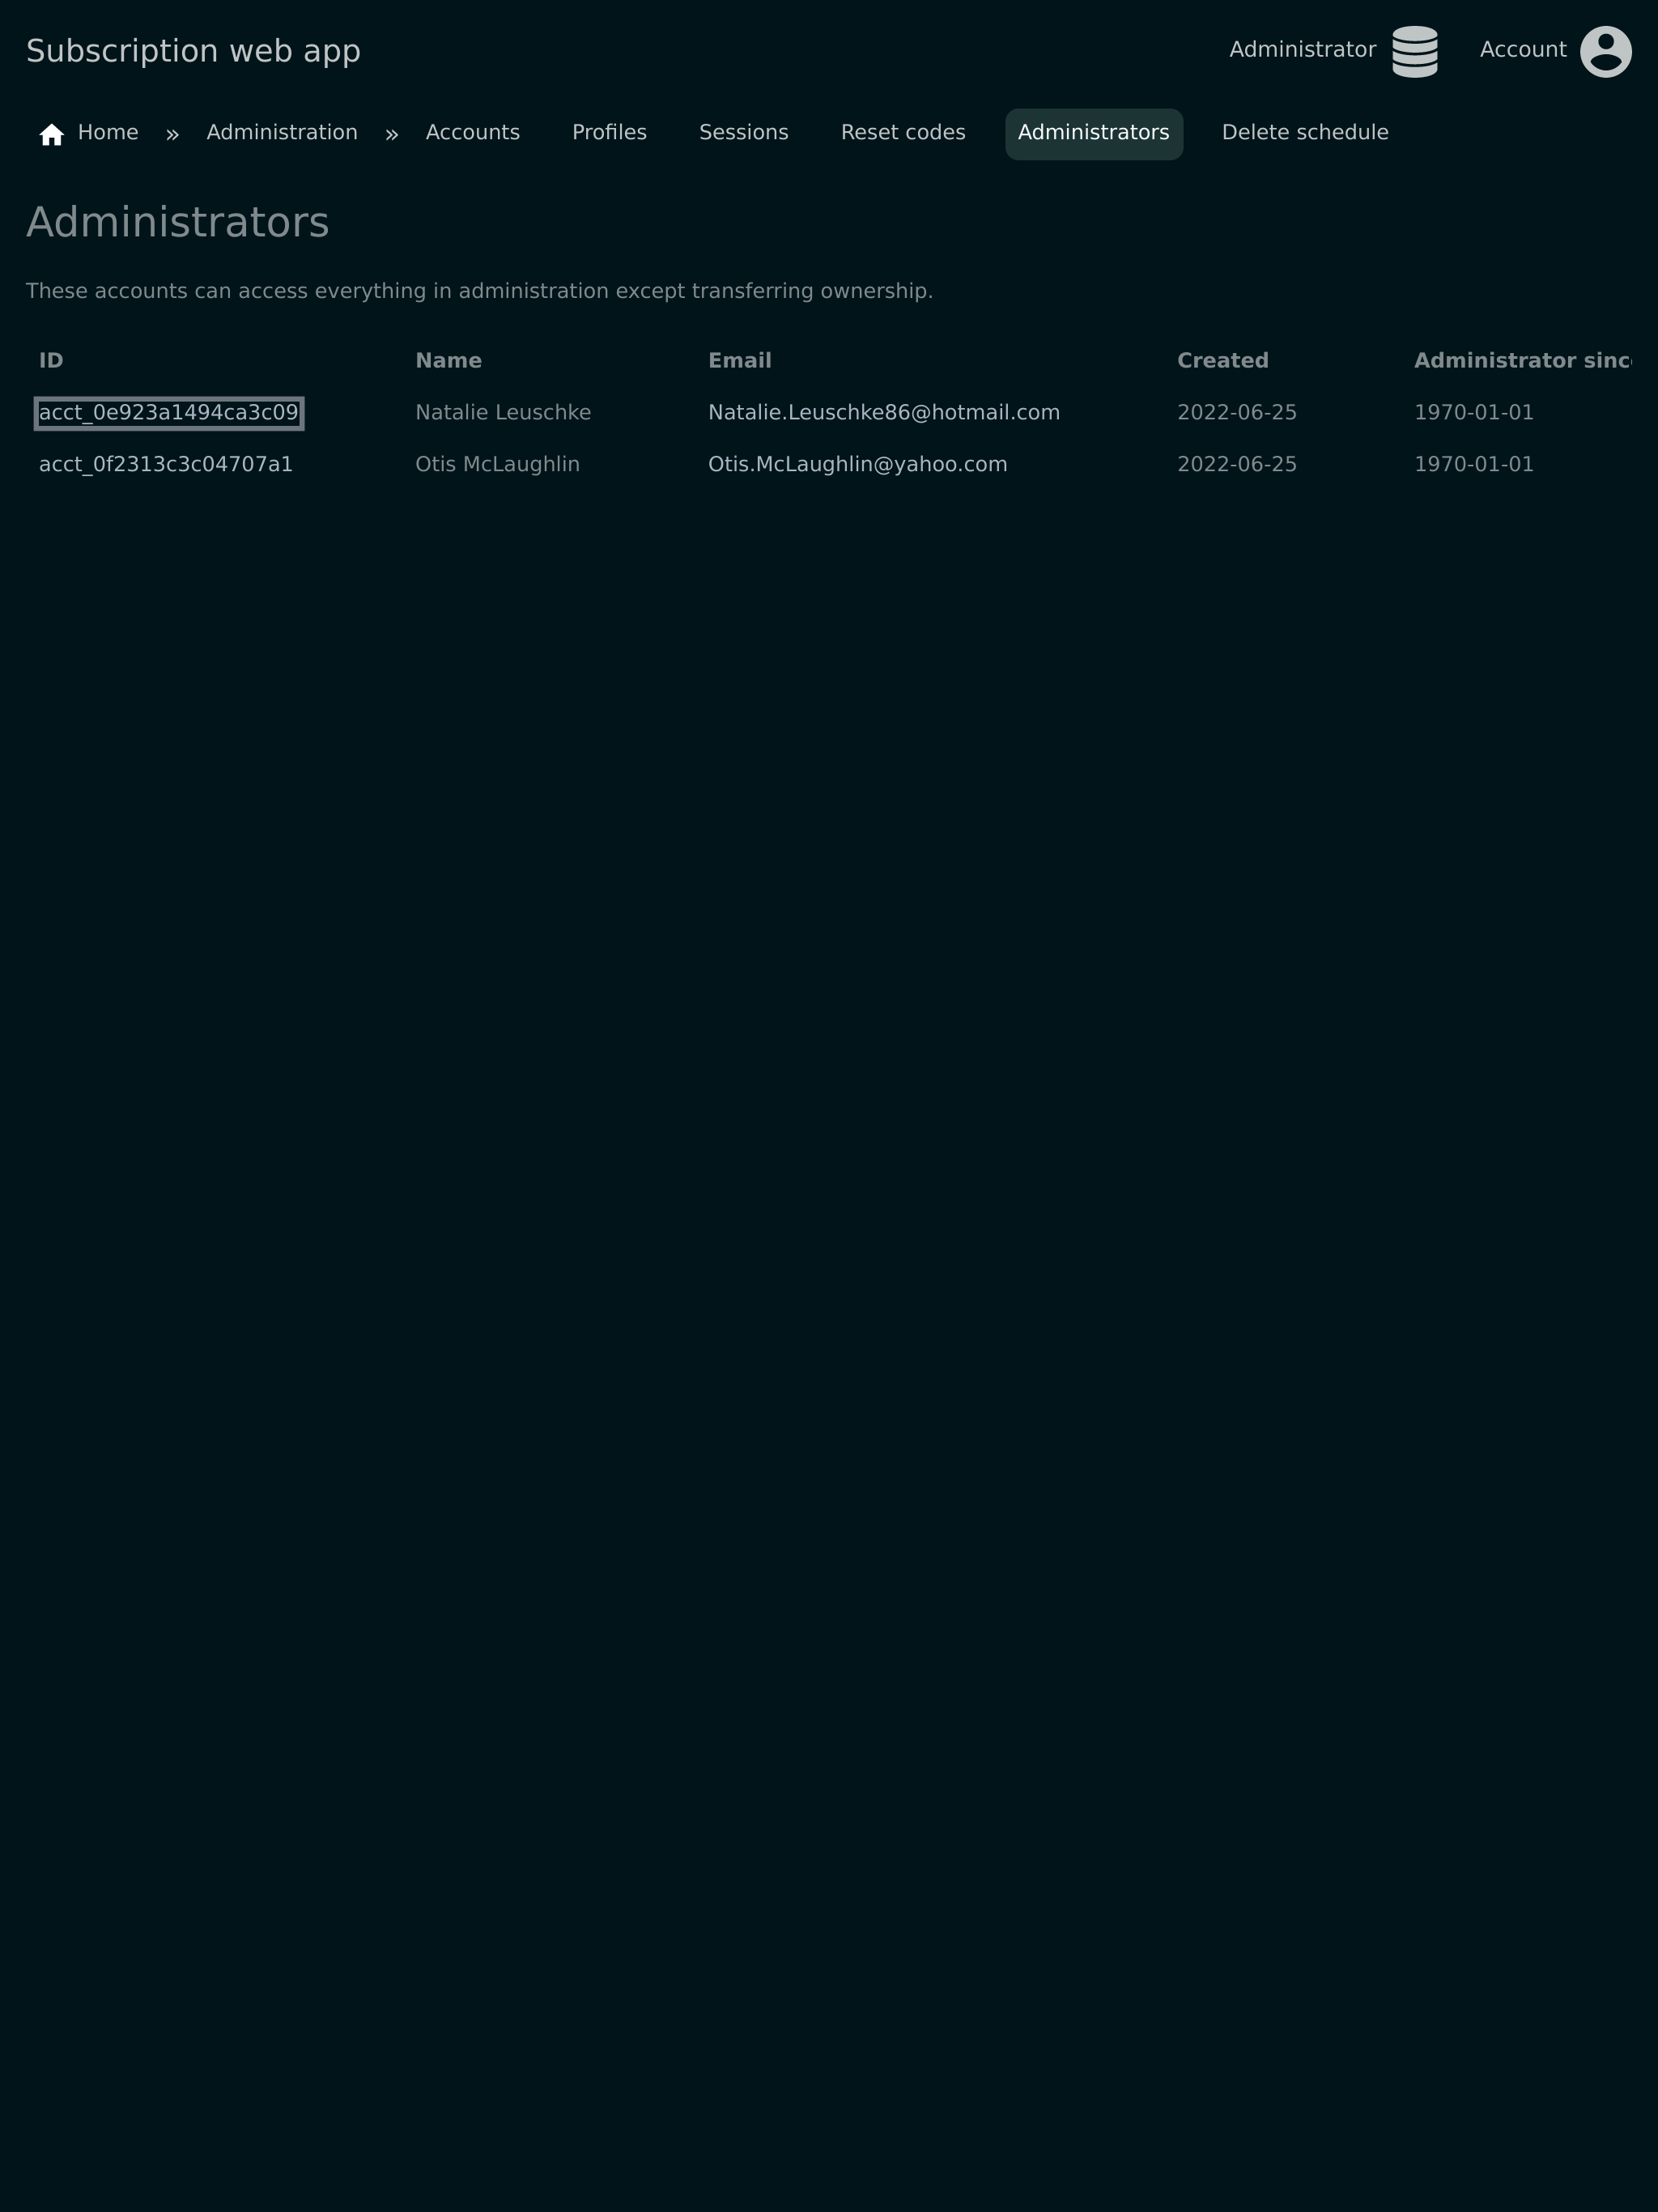 Subscription web app Administrator Account
Home » Administration » Accounts Profiles Sessions Reset codes Administrators Delete schedule
Administrators
These accounts can access everything in administration except transferring ownership.
ID Name Email Created Administrator sinc
acct_0e923a1494ca3c09 Natalie Leuschke Natalie.Leuschke86@hotmail.com 2022-06-25 1970-01-01
acct_0f2313c3c04707a1 Otis McLaughlin Otis.McLaughlin@yahoo.com 2022-06-25 1970-01-01